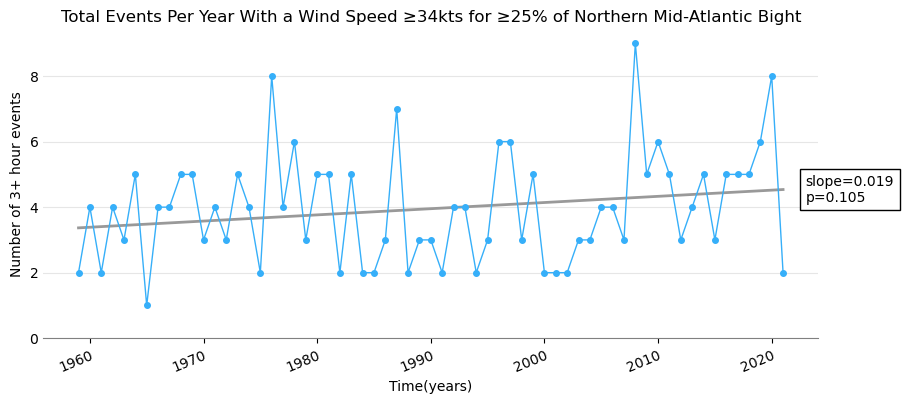 Total Events Per Year With a Wind Speed ≥34kts for ≥25% of Northern Mid-Atlantic Bight
Number of 3+ hour events
8
6
4
2
0
slope=0.019
p=0.105
1960 1970 1980 1990 2000 2010 2020
Time(years)